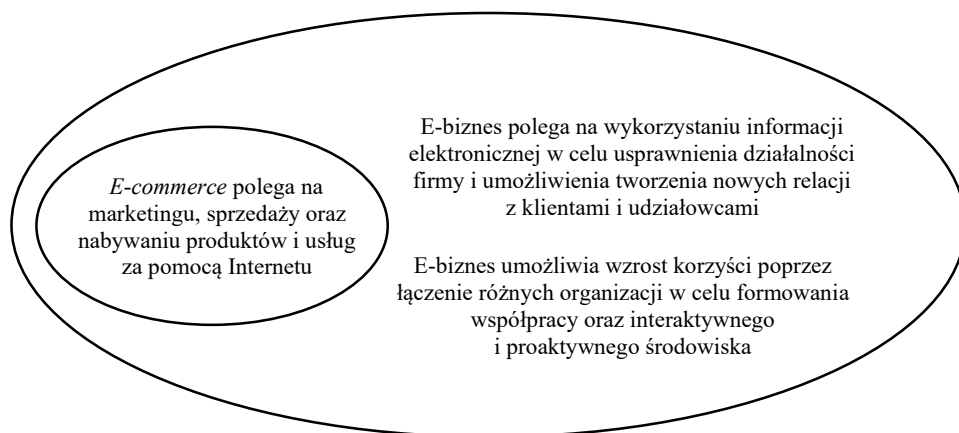 E-commerce polega na
marketingu, sprzedaży oraz
nabywaniu produktów i usług
za pomocą Internetu
E-biznes polega na wykorzystaniu informacji
elektronicznej w celu usprawnienia działalności
firmy i umożliwienia tworzenia nowych relacji
z klientami i udziałowcami
E-biznes umożliwia wzrost korzyści poprzez
łączenie różnych organizacji w celu formowania
współpracy oraz interaktywnego
i proaktywnego środowiska